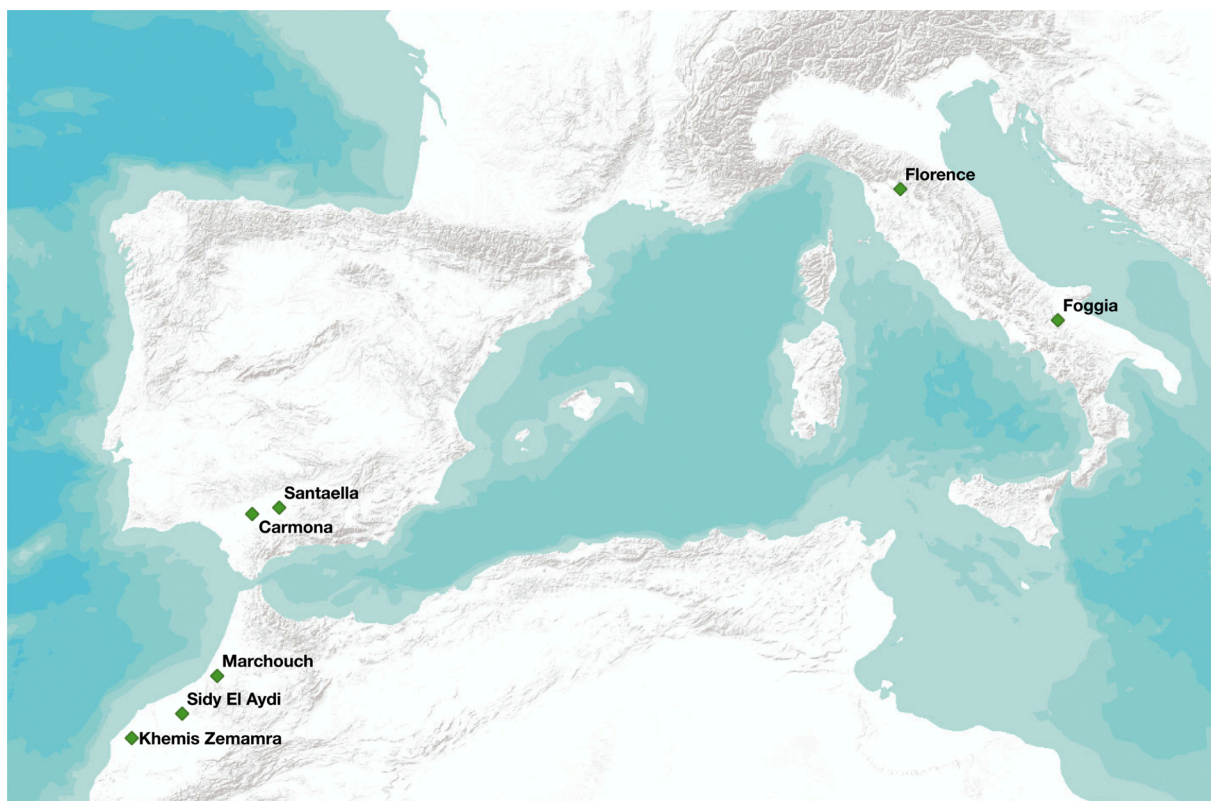 Florence
Foggia
Santaella
Carmona
Marchouch
Sidy El Aydi
Khemis Zemamra